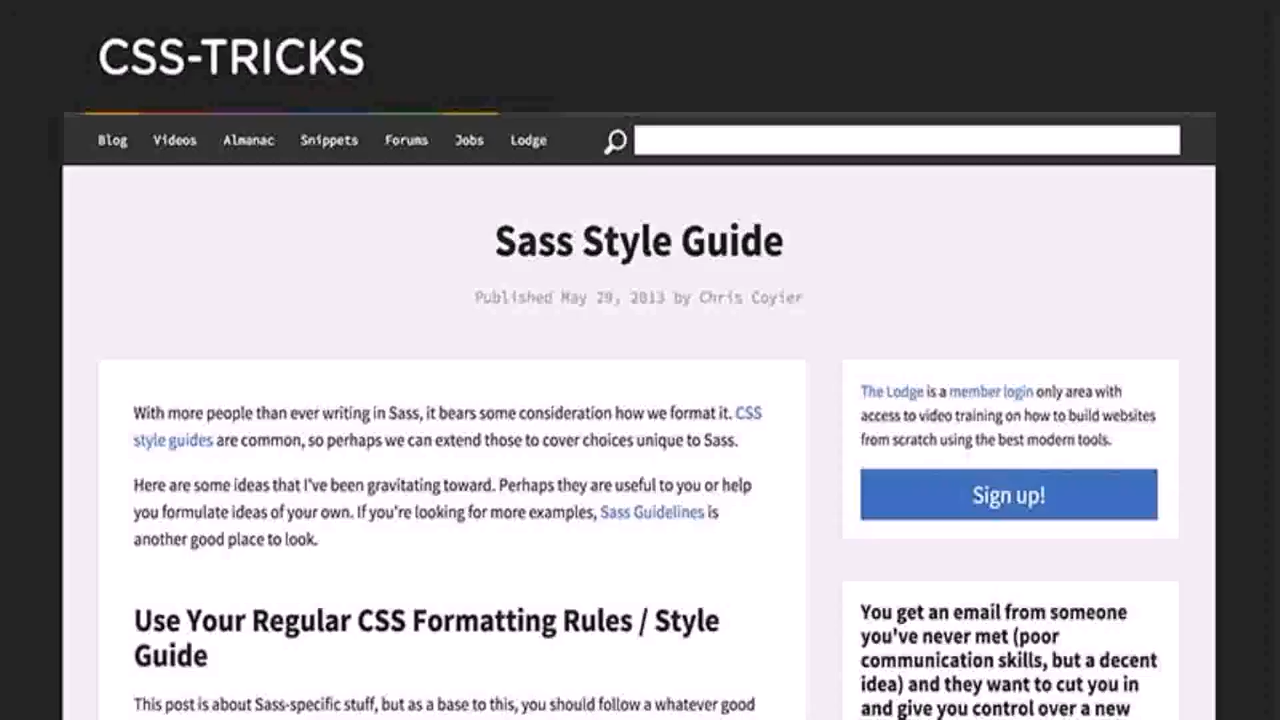 CSS-TRICKS
Blog Videos Almanac Snippets Forums Jobs Lodge
Sass Style Guide
Published May 29, 2013 by Chris Coyier
With more people than ever writing in Sass, it bears some consideration how we format it. CSS
style guides are common, so perhaps we can extend those to cover choices unique to Sass.
Here are some ideas that I've been gravitating toward. Perhaps they are useful to you or help
you formulate ideas of your own. If you're looking for more examples, Sass Guidelines is
another good place to look.
Use Your Regular CSS Formatting Rules / Style
Guide
This post is about Sass-specific stuff, but as a base to this, you should follow a whatever good
The Lodge is a member login only area with
access to video training on how to build websites
from scratch using the best modern tools.
Sign up!
You get an email from someone
you've never met (poor
communication skills, but a decent
idea) and they want to cut you in
and give you control over a new